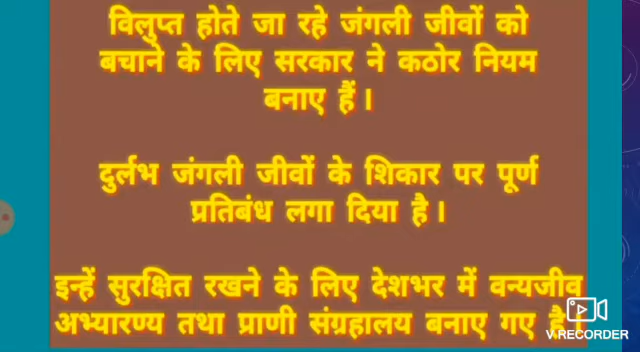 विलुप्त होते जा रहे जंगली जीवों को
बचाने के लिए सरकार ने कठोर नियम
बनाए हैं।
दुर्लभ जंगली जीवों के शिकार पर पूर्ण
प्रतिबंध लगा दिया है।
इन्हें सुरक्षित रखने के लिए देशभर में वन्यजीव
अभ्यारण्य तथा प्राणी संग्रहालय बनाए गए
V.RECORDER